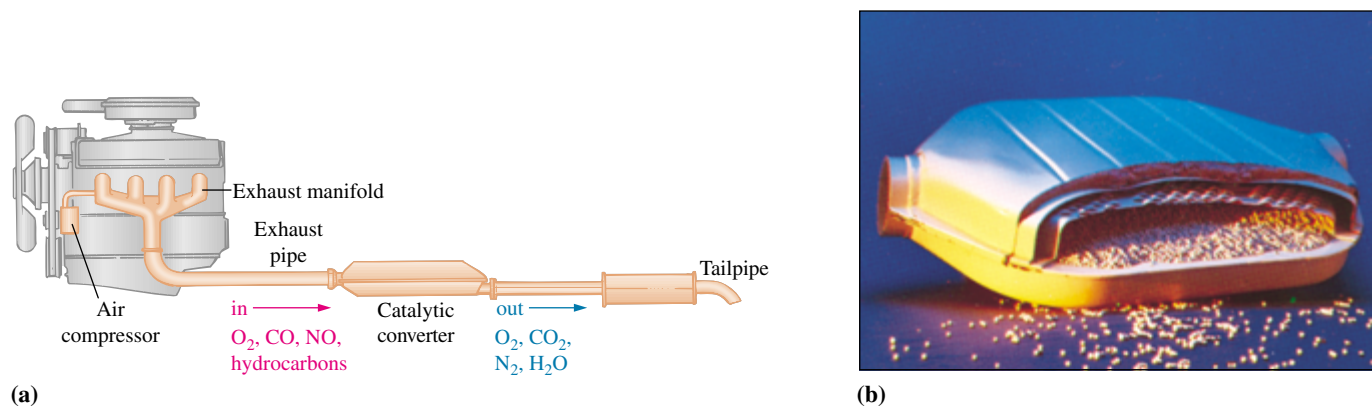 Exhaust manifold
Exhaust
pipe
Tailpipe
Air
compressor
in
O₂, CO, NO,
hydrocarbons
Catalytic
converter
out
O₂, CO₂,
N₂, H₂O
(a)
(b)